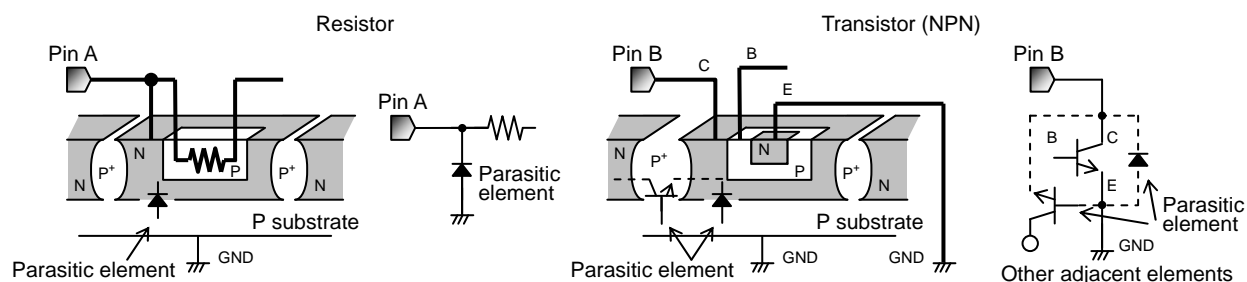 Resistor
Pin A
N
N
P+
P
P+
N
P substrate
GND
Parasitic element
Pin A
Parasitic
element
Transistor (NPN)
Pin B
C
B
E
N
P+
N
P
P+
N
P substrate
GND
GND
Parasitic element
Pin B
B
C
E
Parasitic
element
GND
Other adjacent elements